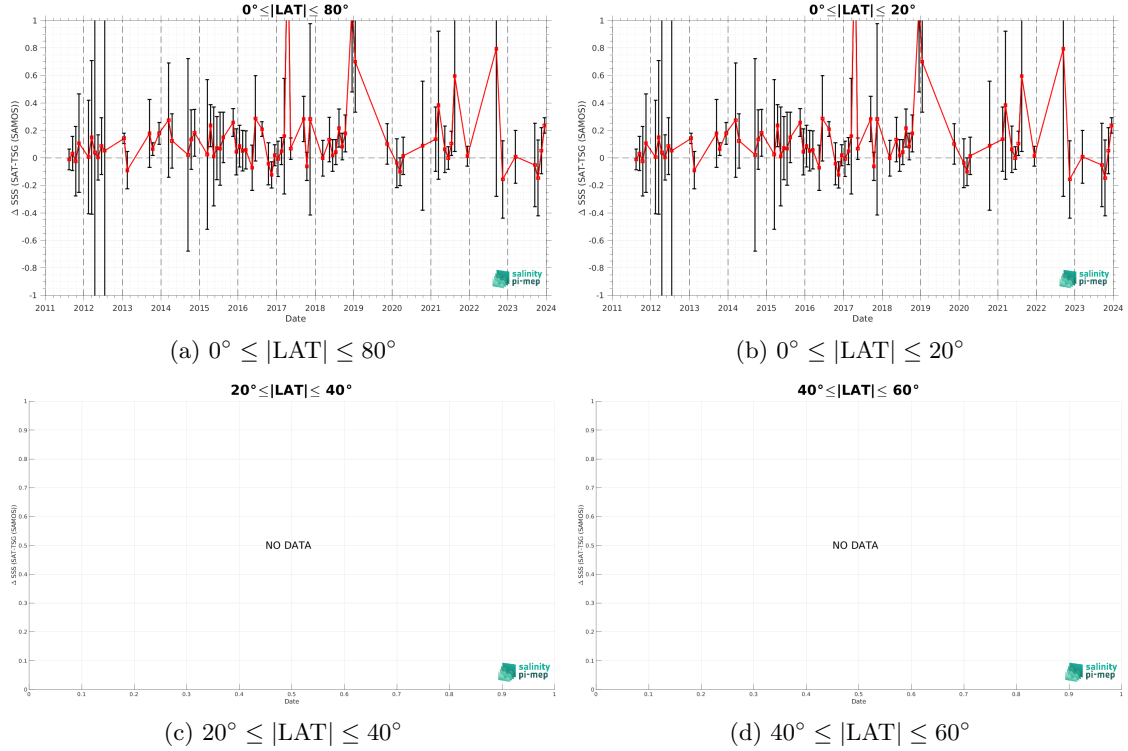 0°≤|LAT|≤ 80°
Δ SSS (SAT-TSG (SAMOS))
1
0.8
0.6
0.4
0.2
0
-0.2
-0.4
-0.6
-0.8
-1
2011 2012 2013 2014 2015 2016 2017 2018 2019 2020 2021 2022 2023 2024
Date
salinity
pi-mep
(a) 0° ≤ |LAT| ≤ 80°
0°≤|LAT|≤ 20°
Δ SSS (SAT-TSG (SAMOS))
1
0.8
0.6
0.4
0.2
0
-0.2
-0.4
-0.6
-0.8
-1
2011 2012 2013 2014 2015 2016 2017 2018 2019 2020 2021 2022 2023 2024
Date
salinity
pi-mep
(b) 0° ≤ |LAT| ≤ 20°
20°≤|LAT|≤ 40°
Δ SSS (SAT-TSG (SAMOS))
1
0.9
0.8
0.7
0.6
0.5
0.4
0.3
0.2
0.1
0
NO DATA
0 0.1 0.2 0.3 0.4 0.5 0.6 0.7 0.8 0.9 1
Date
salinity
pi-mep
(c) 20° ≤ |LAT| ≤ 40°
40°≤|LAT|≤ 60°
Δ SSS (SAT-TSG (SAMOS))
1
0.9
0.8
0.7
0.6
0.5
0.4
0.3
0.2
0.1
0
NO DATA
0 0.1 0.2 0.3 0.4 0.5 0.6 0.7 0.8 0.9 1
Date
salinity
pi-mep
(d) 40° ≤ |LAT| ≤ 60°